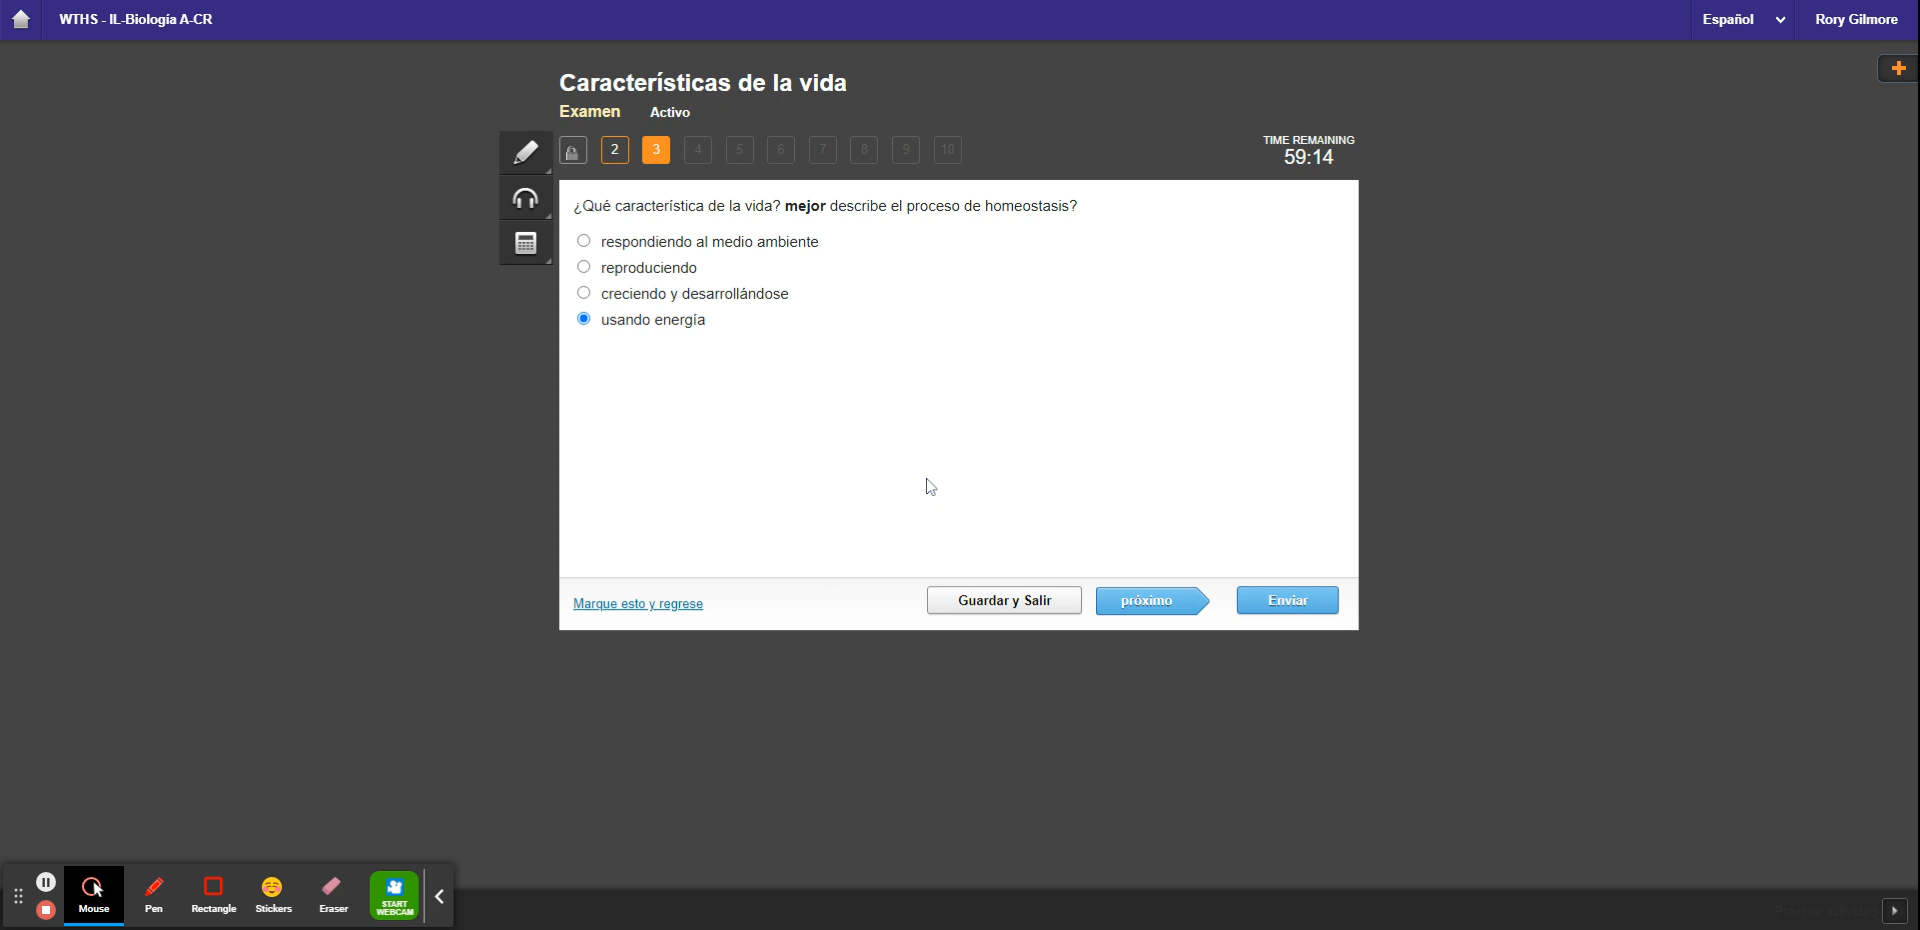 WTHS - IL-Biología A-CR
Español
Rory Gilmore
Características de la vida
Examen Activo
2 3 4 5 6 7 8 9 10
TIME REMAINING
59:14
¿Qué característica de la vida? mejor describe el proceso de homeostasis?
respondiendo al medio ambiente
reproduciendo
creciendo y desarrollándose
usando energía
Marque esto y regrese
Guardar y Salir
próximo
Enviar
Mouse
Pen
Rectangle
Stickers
Eraser
START
WEBCAM